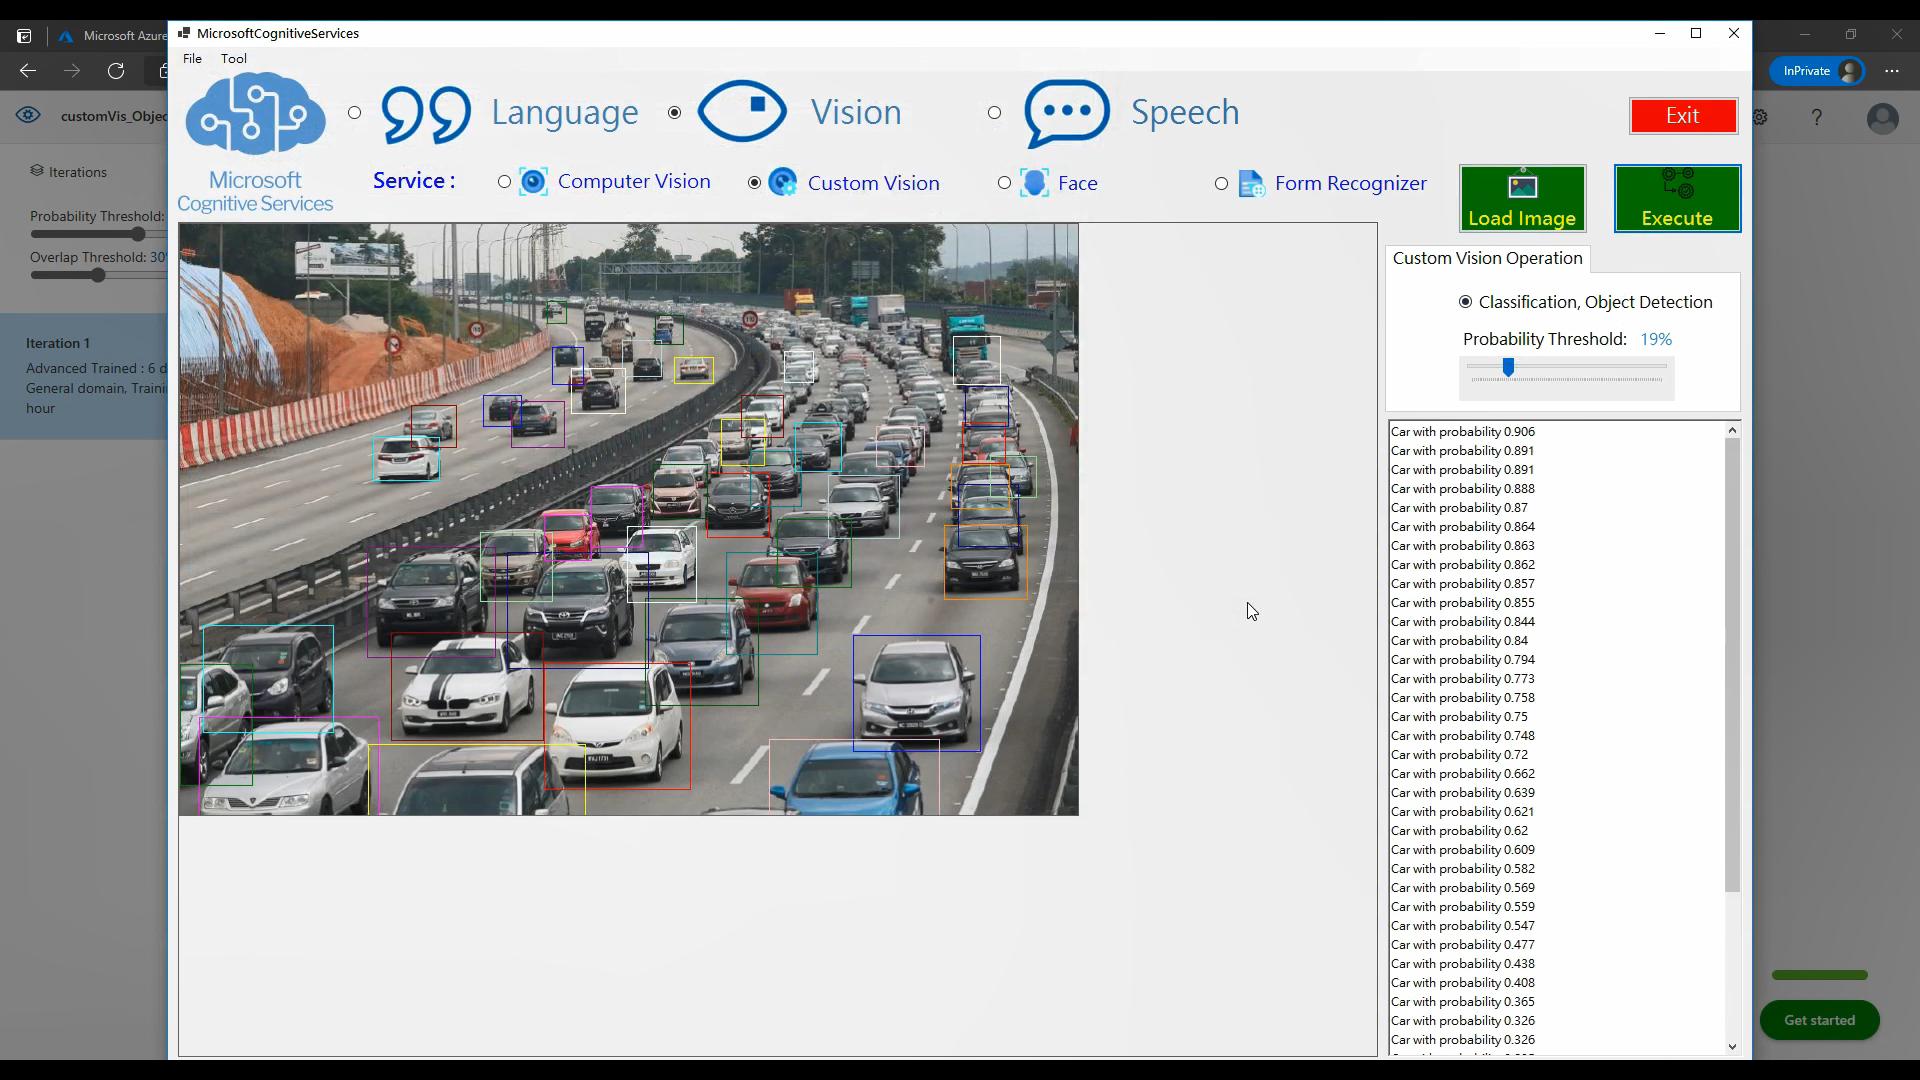 Microsoft Azure
MicrosoftCognitiveServices
InPrivate
File Tool
customVis_Objec
Language
Vision
Speech
Exit
Microsoft
Cognitive Services
Service :
Computer Vision
Custom Vision
Face
Form Recognizer
Load Image
Execute
Iterations
Probability Threshold:
Overlap Threshold: 30
Iteration 1
Advanced Trained : 6 d
General domain, Traini
hour
Custom Vision Operation
Classification, Object Detection
Probability Threshold: 19%
Car with probability 0.906
Car with probability 0.891
Car with probability 0.891
Car with probability 0.888
Car with probability 0.87
Car with probability 0.864
Car with probability 0.863
Car with probability 0.862
Car with probability 0.857
Car with probability 0.855
Car with probability 0.844
Car with probability 0.84
Car with probability 0.794
Car with probability 0.773
Car with probability 0.758
Car with probability 0.75
Car with probability 0.748
Car with probability 0.72
Car with probability 0.662
Car with probability 0.639
Car with probability 0.621
Car with probability 0.62
Car with probability 0.609
Car with probability 0.582
Car with probability 0.569
Car with probability 0.559
Car with probability 0.547
Car with probability 0.477
Car with probability 0.438
Car with probability 0.408
Car with probability 0.365
Car with probability 0.326
Car with probability 0.326
Get started